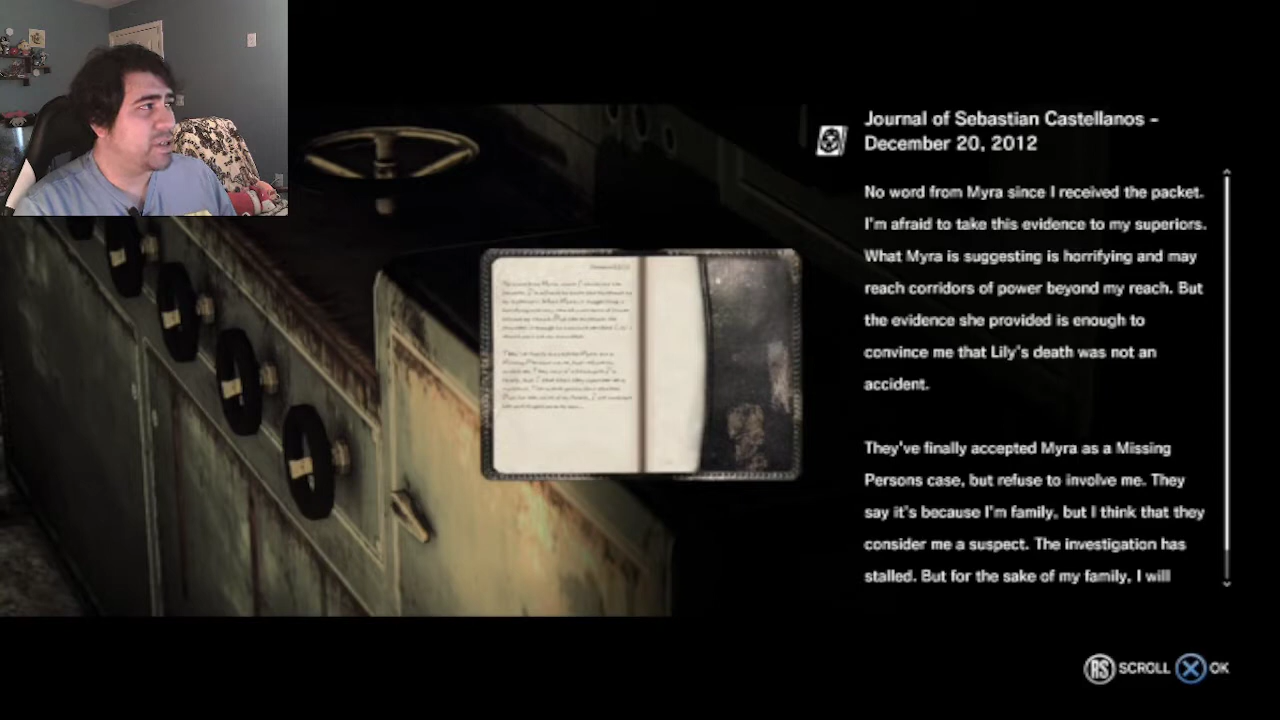 Journal of Sebastian Castellanos -
December 20, 2012
No word from Myra since I received the packet.
I'm afraid to take this evidence to my superiors.
What Myra is suggesting is horrifying and may
reach corridors of power beyond my reach. But
the evidence she provided is enough to
convince me that Lily's death was not an
accident.
They've finally accepted Myra as a Missing
Persons case, but refuse to involve me. They
say it's because I'm family, but I think that they
consider me a suspect. The investigation has
stalled. But for the sake of my family, I will
RS SCROLL X OK